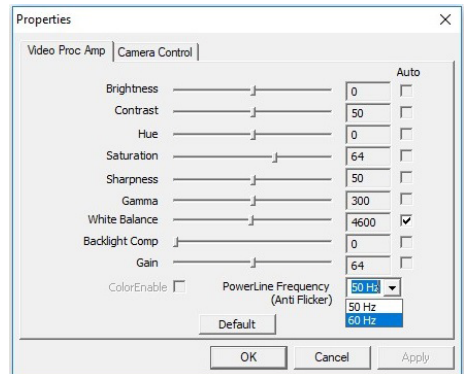 Properties
Video Proc Amp Camera Control
Auto
Brightness 0
Contrast 50
Hue 0
Saturation 64
Sharpness 50
Gamma 300
White Balance 4600
Backlight Comp 0
Gain 64
ColorEnable PowerLine Frequency 50 Hz
(Anti Flicker)
50 Hz
60 Hz
Default
OK Cancel Apply